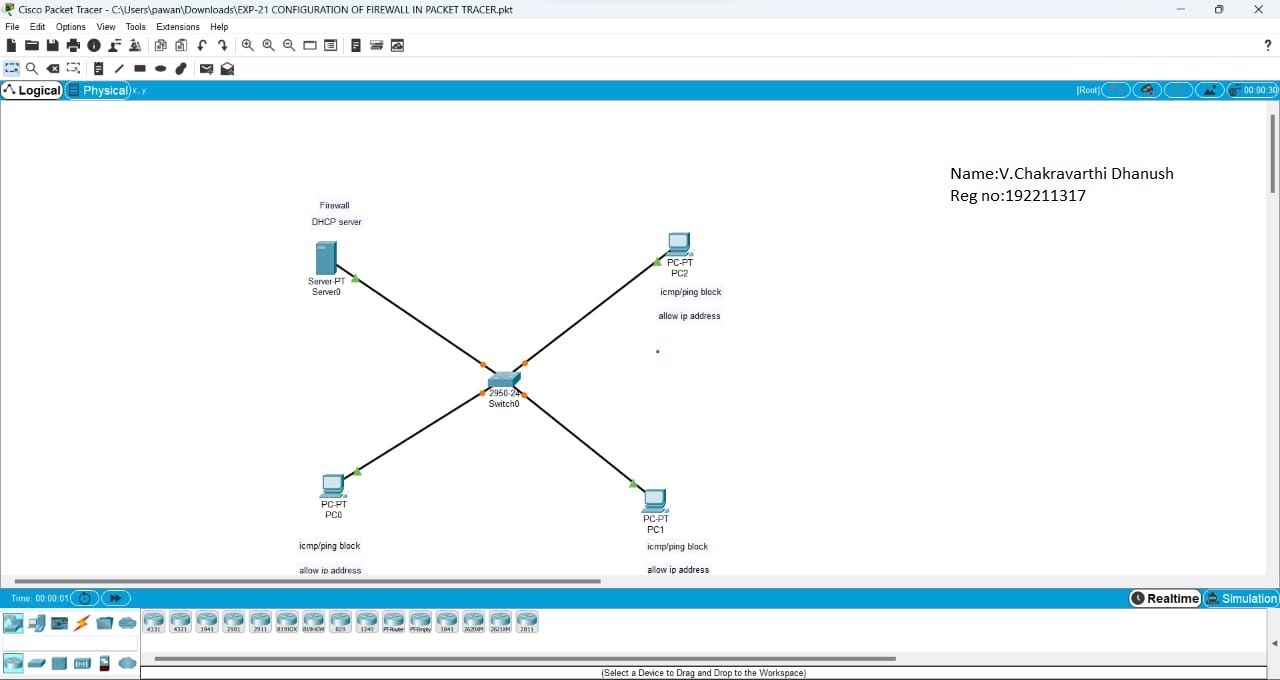 Cisco Packet Tracer - C:\Users\pawan\Downloads\EXP-21 CONFIGURATION OF FIREWALL IN PACKET TRACER.pkt
File Edit Options View Tools Extensions Help
?
Logical Physical x, y
[Root] 00:00:30
Name:V.Chakravarthi Dhanush
Reg no:192211317
Firewall
DHCP server
Server-PT
Server0
PC-PT
PC2
icmp/ping block
allow ip address
2950-24
Switch0
PC-PT
PC0
icmp/ping block
allow ip address
PC-PT
PC1
icmp/ping block
allow ip address
Time: 00:00:01 Realtime Simulation
4331 4321 1941 2901 2911 819IOX 819HGW 829 1240 PT-Router PT-Empty 1841 2620XM 2621XM 2811
(Select a Device to Drag and Drop to the Workspace)